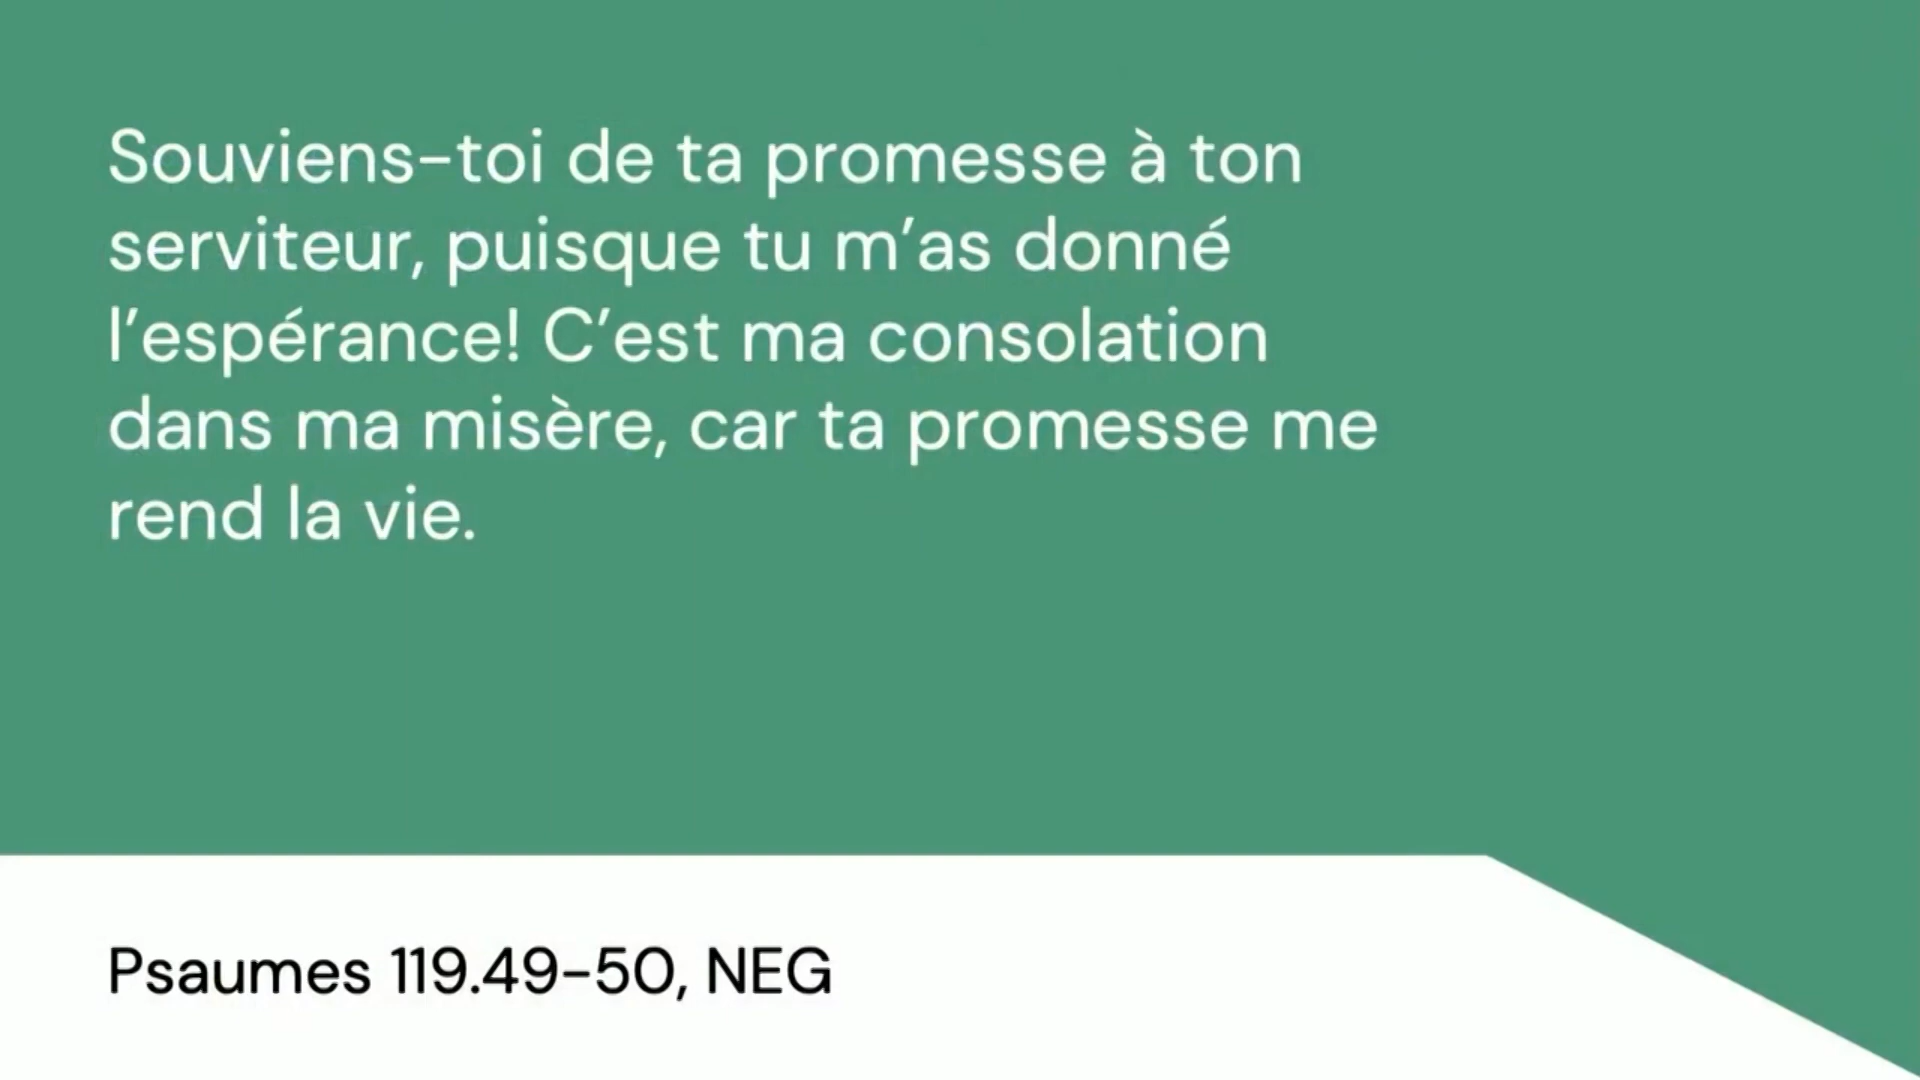 Souviens-toi de ta promesse à ton
serviteur, puisque tu m’as donné
l’espérance! C’est ma consolation
dans ma misère, car ta promesse me
rend la vie.
Psaumes 119.49-50, NEG